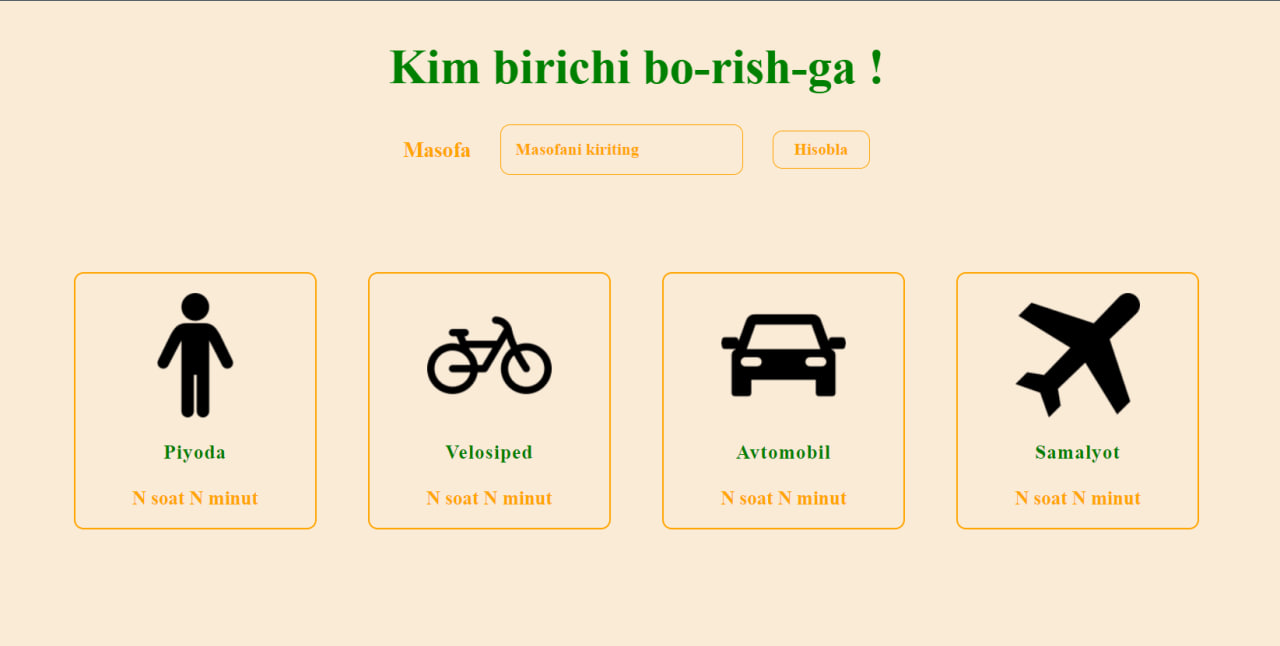 Kim birichi bo-rish-ga !
Masofa Masofani kiriting Hisobla
Piyoda Velosiped Avtomobil Samalyot
N soat N minut N soat N minut N soat N minut N soat N minut